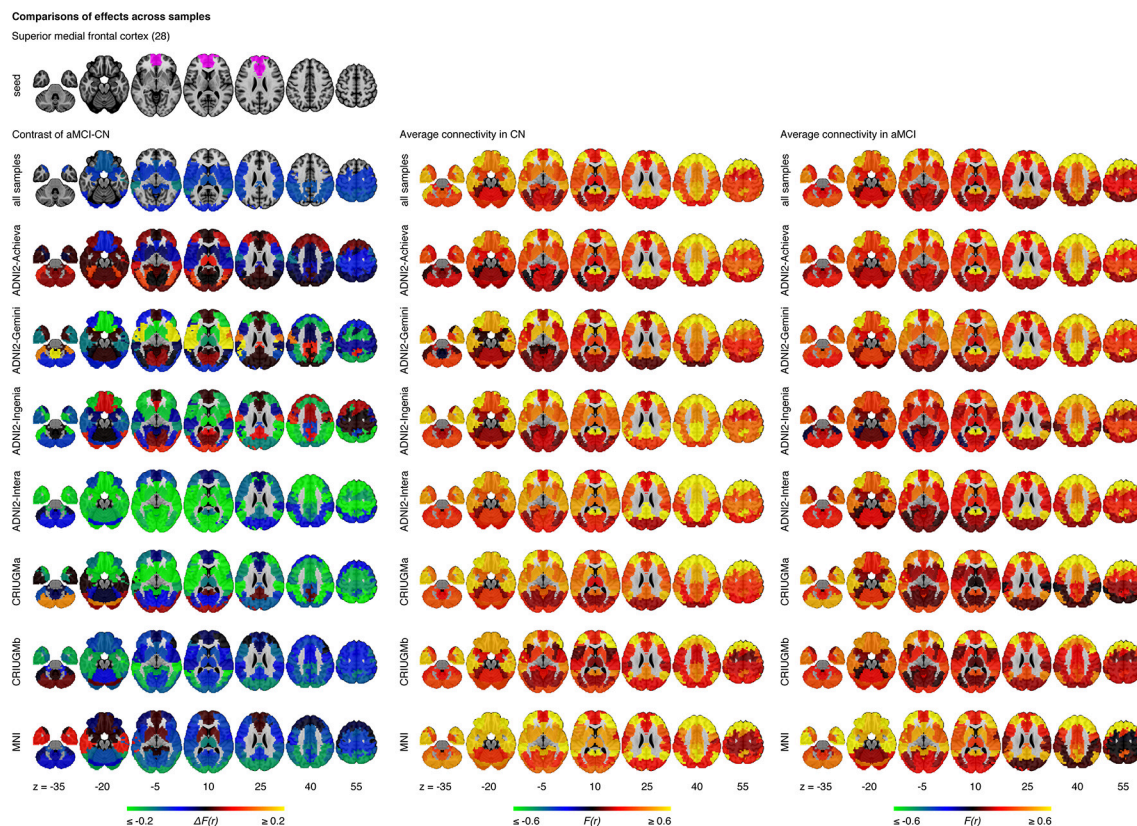 Comparisons of effects across samples
Superior medial frontal cortex (28)
seed
Contrast of aMCI-CN
all samples
ADNI2-Achieva
ADNI2-Gemini
ADNI2-Ingenia
ADNI2-Intera
CRIUGMa
CRIUGMb
MNI
z = -35 -20 -5 10 25 40 55
≤ -0.2 ΔF(r) ≥ 0.2
Average connectivity in CN
all samples
ADNI2-Achieva
ADNI2-Gemini
ADNI2-Ingenia
ADNI2-Intera
CRIUGMa
CRIUGMb
MNI
z = -35 -20 -5 10 25 40 55
≤ -0.6 F(r) ≥ 0.6
Average connectivity in aMCI
all samples
ADNI2-Achieva
ADNI2-Gemini
ADNI2-Ingenia
ADNI2-Intera
CRIUGMa
CRIUGMb
MNI
z = -35 -20 -5 10 25 40 55
≤ -0.6 F(r) ≥ 0.6